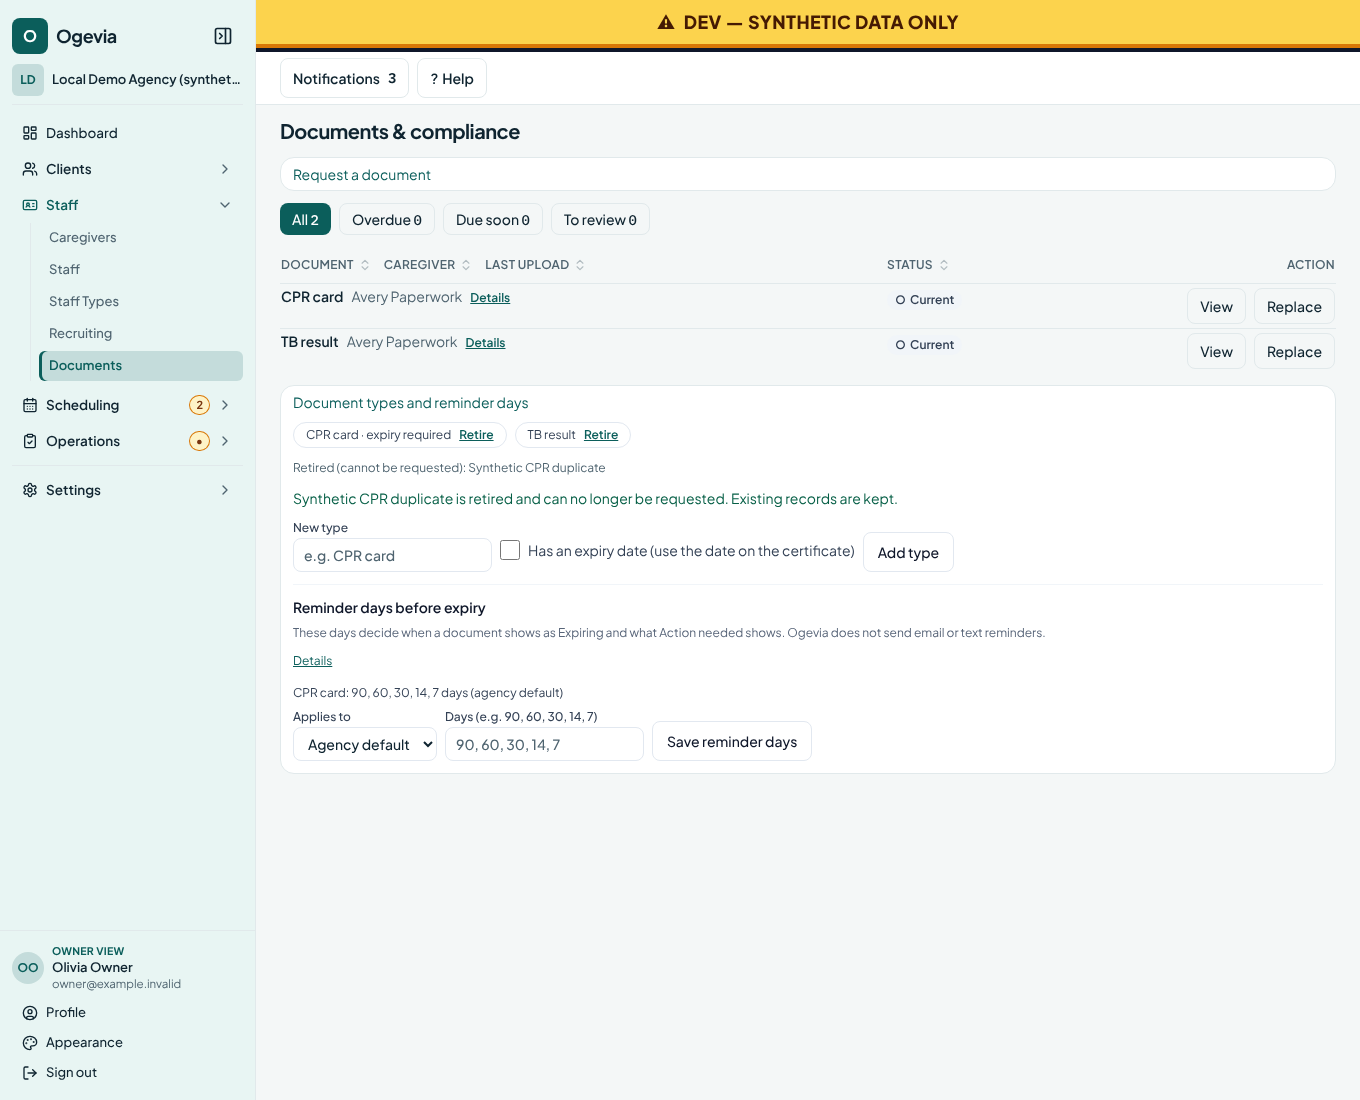 ⚠ DEV — SYNTHETIC DATA ONLY
O Ogevia
LD Local Demo Agency (synthet…
Dashboard
Clients
Staff
Caregivers
Staff
Staff Types
Recruiting
Documents
Scheduling 2
Operations
Settings
OWNER VIEW
OO Olivia Owner
owner@example.invalid
Profile
Appearance
Sign out
Notifications 3 ? Help
Documents & compliance
Request a document
All 2 Overdue 0 Due soon 0 To review 0
DOCUMENT CAREGIVER LAST UPLOAD STATUS ACTION
CPR card Avery Paperwork Details Current View Replace
TB result Avery Paperwork Details Current View Replace
Document types and reminder days
CPR card · expiry required Retire TB result Retire
Retired (cannot be requested): Synthetic CPR duplicate
Synthetic CPR duplicate is retired and can no longer be requested. Existing records are kept.
New type
e.g. CPR card Has an expiry date (use the date on the certificate) Add type
Reminder days before expiry
These days decide when a document shows as Expiring and what Action needed shows. Ogevia does not send email or text reminders.
Details
CPR card: 90, 60, 30, 14, 7 days (agency default)
Applies to Days (e.g. 90, 60, 30, 14, 7)
Agency default 90, 60, 30, 14, 7 Save reminder days